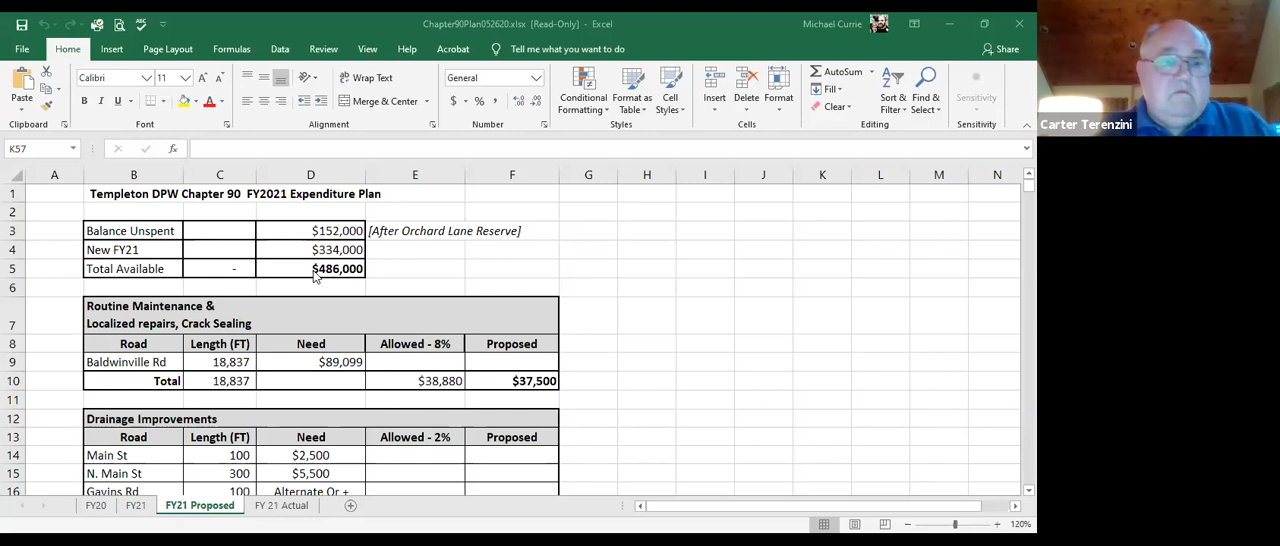 Chapter90Plan052620.xlsx [Read-Only] - Excel
Michael Currie
File Home Insert Page Layout Formulas Data Review View Help Acrobat Tell me what you want to do Share
Calibri 11 Wrap Text General AutoSum
Fill
Paste B I U Merge & Center $ % Conditional Formatting Format as Table Cell Styles Insert Delete Format Clear Sort & Filter Find & Select Sensitivity
Clipboard Font Alignment Number Styles Cells Editing Sensitivity
K57 fx
A B C D E F G H I J K L M N
1 Templeton DPW Chapter 90 FY2021 Expenditure Plan
2
3 Balance Unspent $152,000 [After Orchard Lane Reserve]
4 New FY21 $334,000
5 Total Available - $486,000
6
Routine Maintenance &
7 Localized repairs, Crack Sealing
8 Road Length (FT) Need Allowed - 8% Proposed
9 Baldwinville Rd 18,837 $89,099
10 Total 18,837 $38,880 $37,500
11
12 Drainage Improvements
13 Road Length (FT) Need Allowed - 2% Proposed
14 Main St 100 $2,500
15 N. Main St 300 $5,500
16 Gavins Rd 100 Alternate Or +
FY20 FY21 FY21 Proposed FY 21 Actual
120%
Carter Terenzini